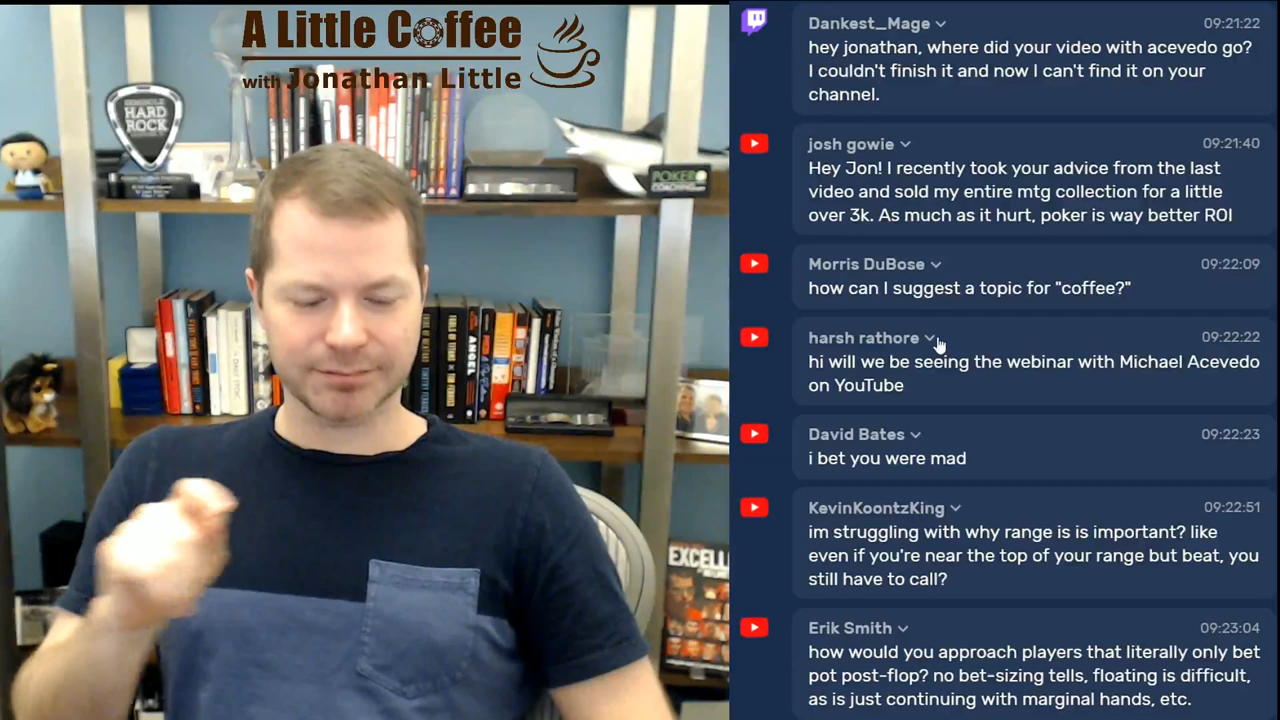 A Little Coffee
with Jonathan Little
SEMINOLE
HARD
ROCK
POKER
COACHING
ANGEL
EXCELL
Dankest_Mage 09:21:22
hey jonathan, where did your video with acevedo go?
I couldn't finish it and now I can't find it on your
channel.
josh gowie 09:21:40
Hey Jon! I recently took your advice from the last
video and sold my entire mtg collection for a little
over 3k. As much as it hurt, poker is way better ROI
Morris DuBose 09:22:09
how can I suggest a topic for "coffee?"
harsh rathore 09:22:22
hi will we be seeing the webinar with Michael Acevedo
on YouTube
David Bates 09:22:23
i bet you were mad
KevinKoontzKing 09:22:51
im struggling with why range is is important? like
even if you're near the top of your range but beat, you
still have to call?
Erik Smith 09:23:04
how would you approach players that literally only bet
pot post-flop? no bet-sizing tells, floating is difficult,
as is just continuing with marginal hands, etc.